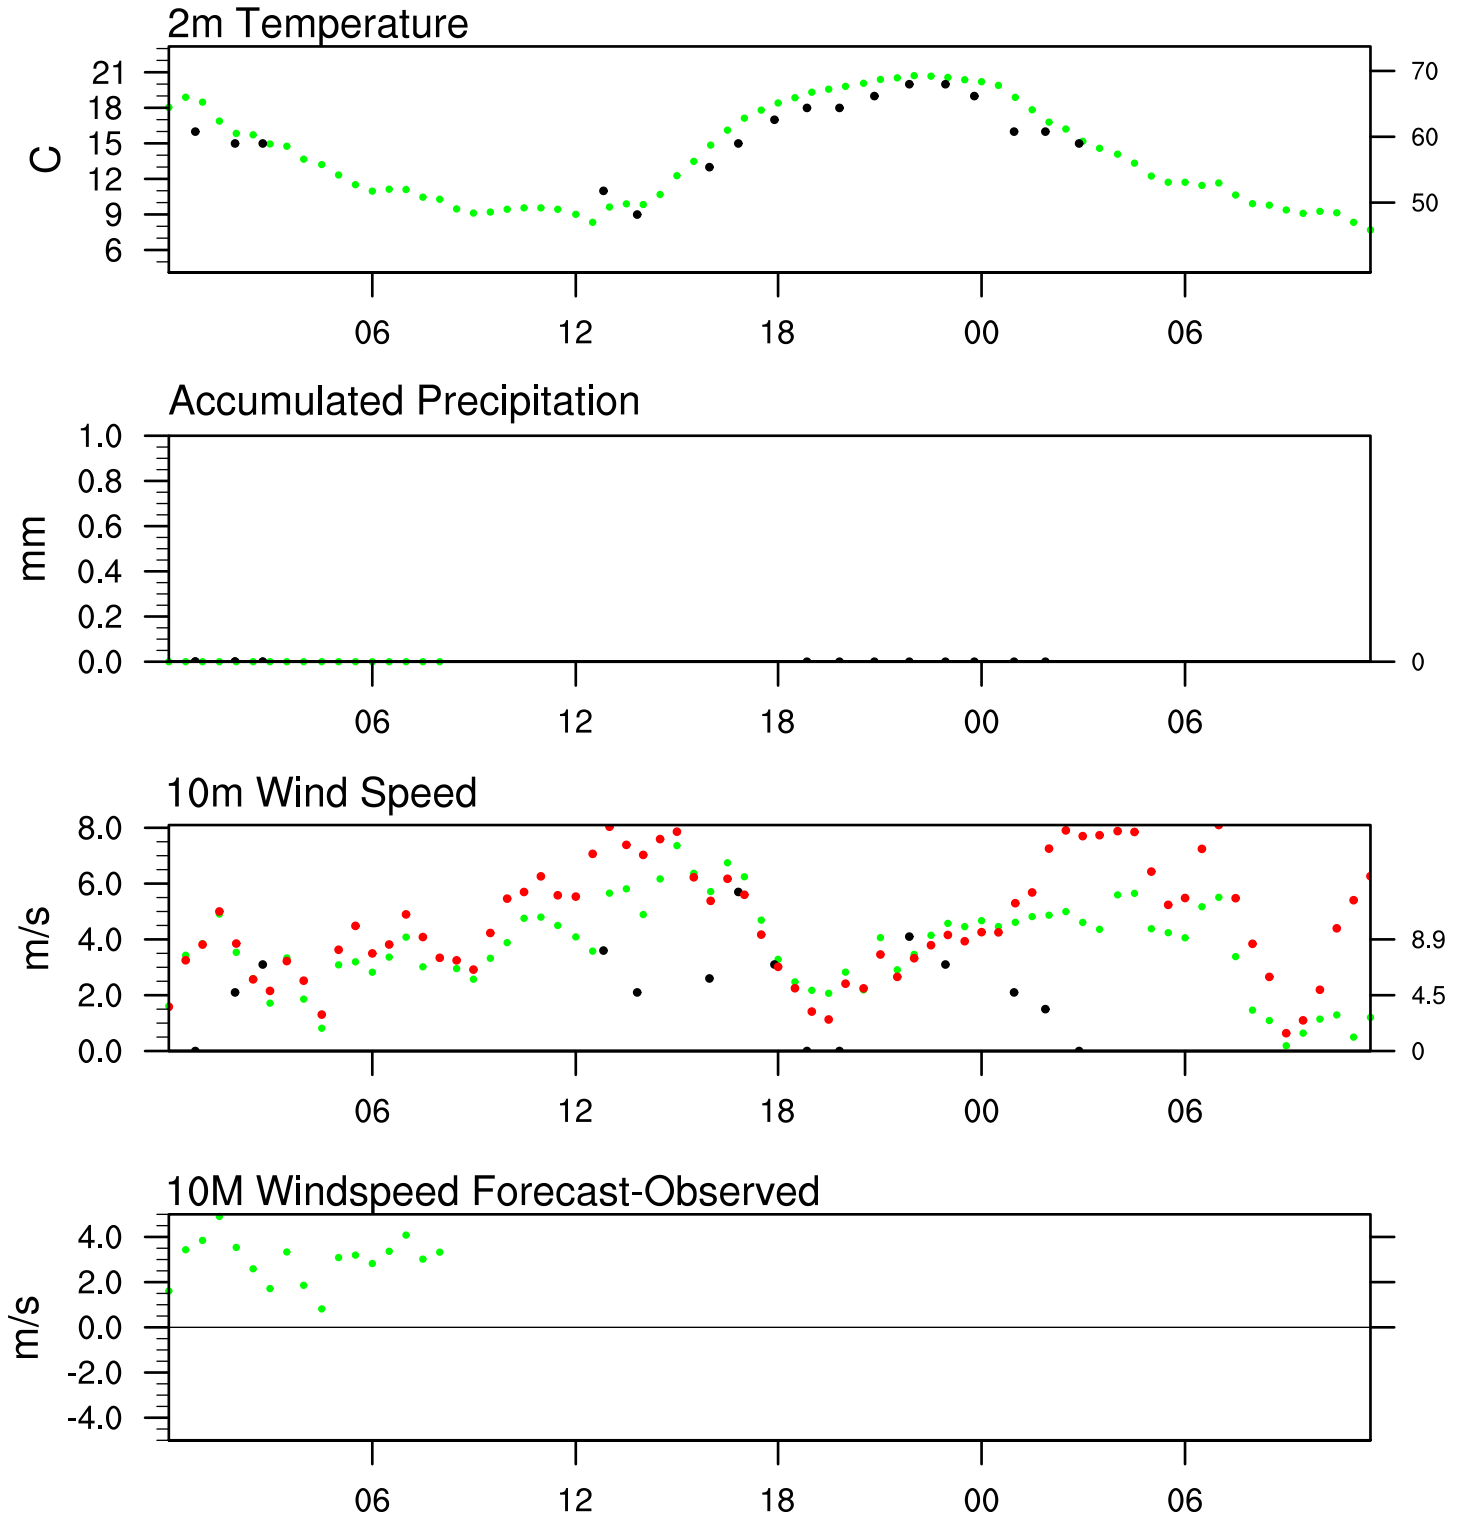 2m Temperature
21
18
15
12
9
6
C
70
60
50
06 12 18 00 06
Accumulated Precipitation
1.0
0.8
0.6
0.4
0.2
0.0
mm
0
06 12 18 00 06
10m Wind Speed
8.0
6.0
4.0
2.0
0.0
m/s
8.9
4.5
0
06 12 18 00 06
10M Windspeed Forecast-Observed
4.0
2.0
0.0
-2.0
-4.0
m/s
06 12 18 00 06